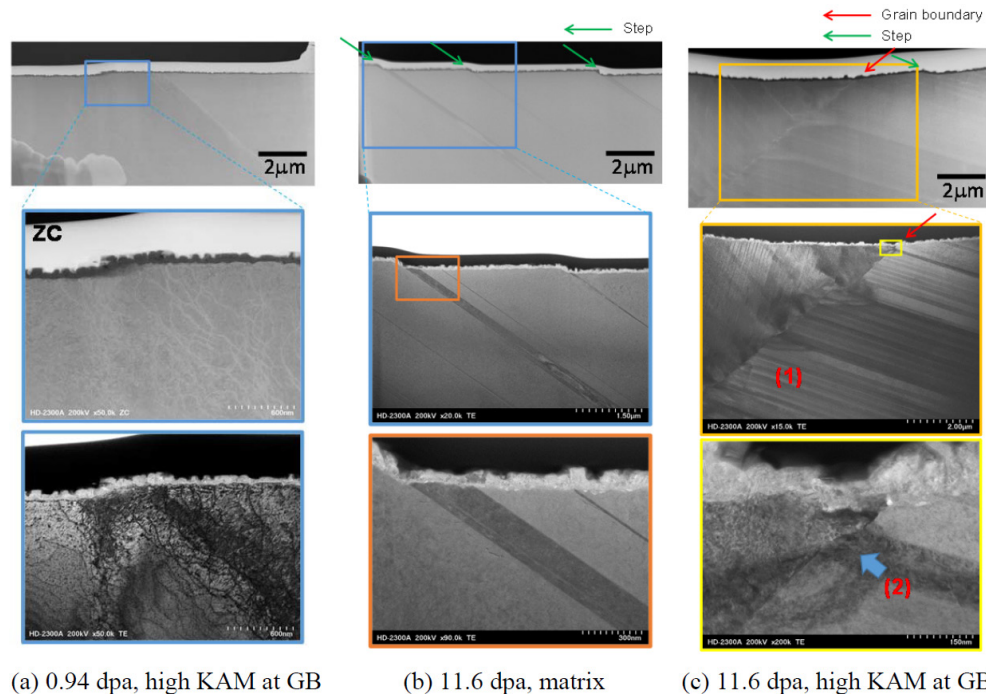 Step
Grain boundary
Step
2μm
2μm
2μm
ZC
HD-2300A 200kV x50.0k ZC
600nm
HD-2300A 200kV x20.0k TE
1.50μm
(1)
HD-2300A 200kV x15.0k TE
2.00μm
HD-2300A 200kV x50.0k TE
600nm
HD-2300A 200kV x90.0k TE
300nm
(2)
HD-2300A 200kV x200k TE
150nm
(a) 0.94 dpa, high KAM at GB
(b) 11.6 dpa, matrix
(c) 11.6 dpa, high KAM at GB